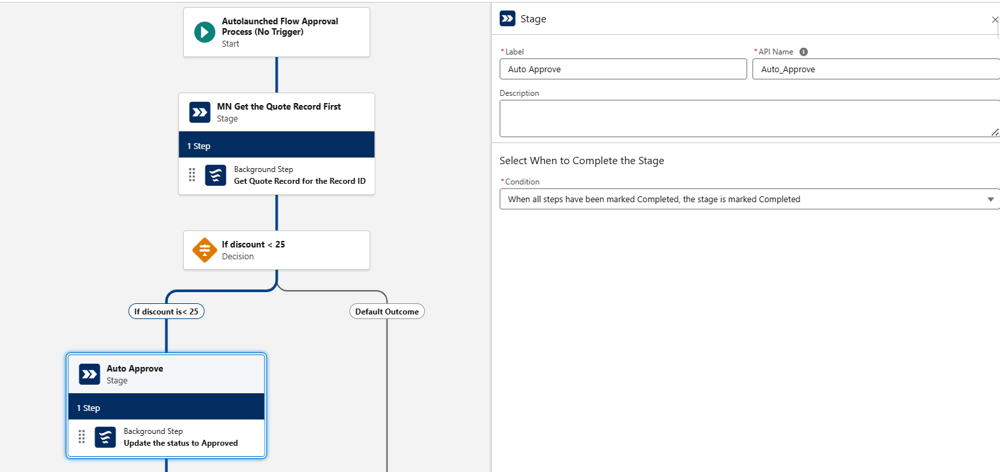 Autolaunched Flow Approval
Process (No Trigger)
Start
MN Get the Quote Record First
Stage
1 Step
Background Step
Get Quote Record for the Record ID
If discount < 25
Decision
If discount is< 25
Default Outcome
Auto Approve
Stage
1 Step
Background Step
Update the status to Approved
Stage
* Label
Auto Approve
* API Name
Auto_Approve
Description
Select When to Complete the Stage
* Condition
When all steps have been marked Completed, the stage is marked Completed